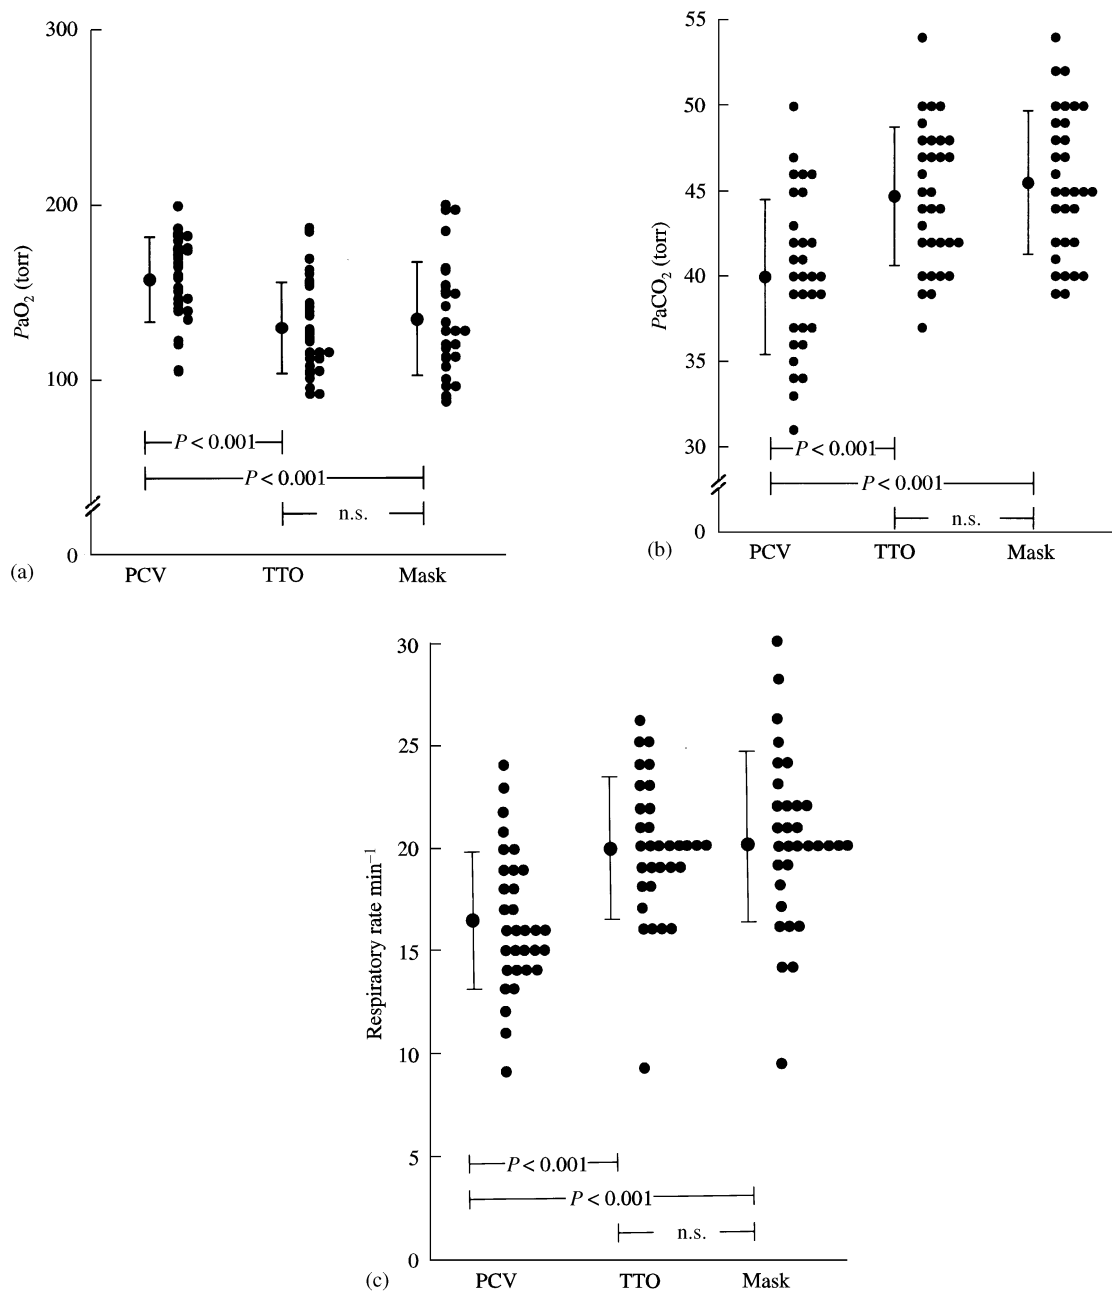 300
200
100
0
PaO₂ (torr)
P < 0.001
P < 0.001
n.s.
(a)
PCV TTO Mask
55
50
45
40
35
30
0
PaCO₂ (torr)
P < 0.001
P < 0.001
n.s.
(b)
PCV TTO Mask
30
25
20
15
10
5
0
Respiratory rate min⁻¹
P < 0.001
P < 0.001
n.s.
(c)
PCV TTO Mask